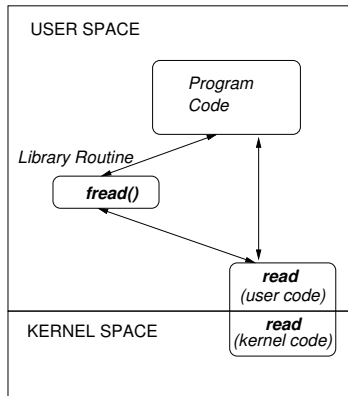 USER SPACE
Program
Code
Library Routine
fread()
read
(user code)
KERNEL SPACE
read
(kernel code)